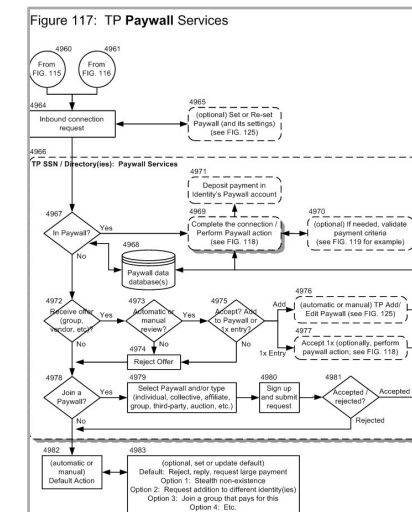 Figure 117: TP Paywall Services
4960
4961
From
FIG. 115
From
FIG. 116
4964
Inbound connection
request
4965
(optional) Set or Re-set
Paywall (and its settings)
(see FIG. 125)
4966
TP SSN / Directory(ies): Paywall Services
4971
Deposit payment in
Identity's Paywall account
4967
In Paywall?
Yes
No
4969
Complete the connection /
Perform Paywall action
(see FIG. 118)
4970
(optional) If needed, validate
payment criteria
(see FIG. 119 for example)
4968
Paywall data
database(s)
4972
Receive offer
(group,
vendor, etc)?
Yes
No
4973
Automatic or
manual
review?
Yes
No
4975
Accept? Add
to Paywall or
1x entry?
Add
No
1x Entry
4976
(automatic or manual) TP Add/
Edit Paywall (see FIG. 125)
4977
Accept 1x (optionally, perform
paywall action; see FIG. 118)
4974
Reject Offer
4978
Join a
Paywall?
Yes
No
4979
Select Paywall and/or type
(individual, collective, affiliate,
group, third-party, auction, etc.)
4980
Sign up
and submit
request
4981
Accepted /
rejected?
Accepted
Rejected
4982
(automatic
or manual)
Default Action
4983
(optional, set or update default)
Default: Reject, reply, request large payment
Option 1: Stealth non-existence
Option 2: Request addition to different identity(ies)
Option 3: Join a group that pays for this
Option 4: Etc.